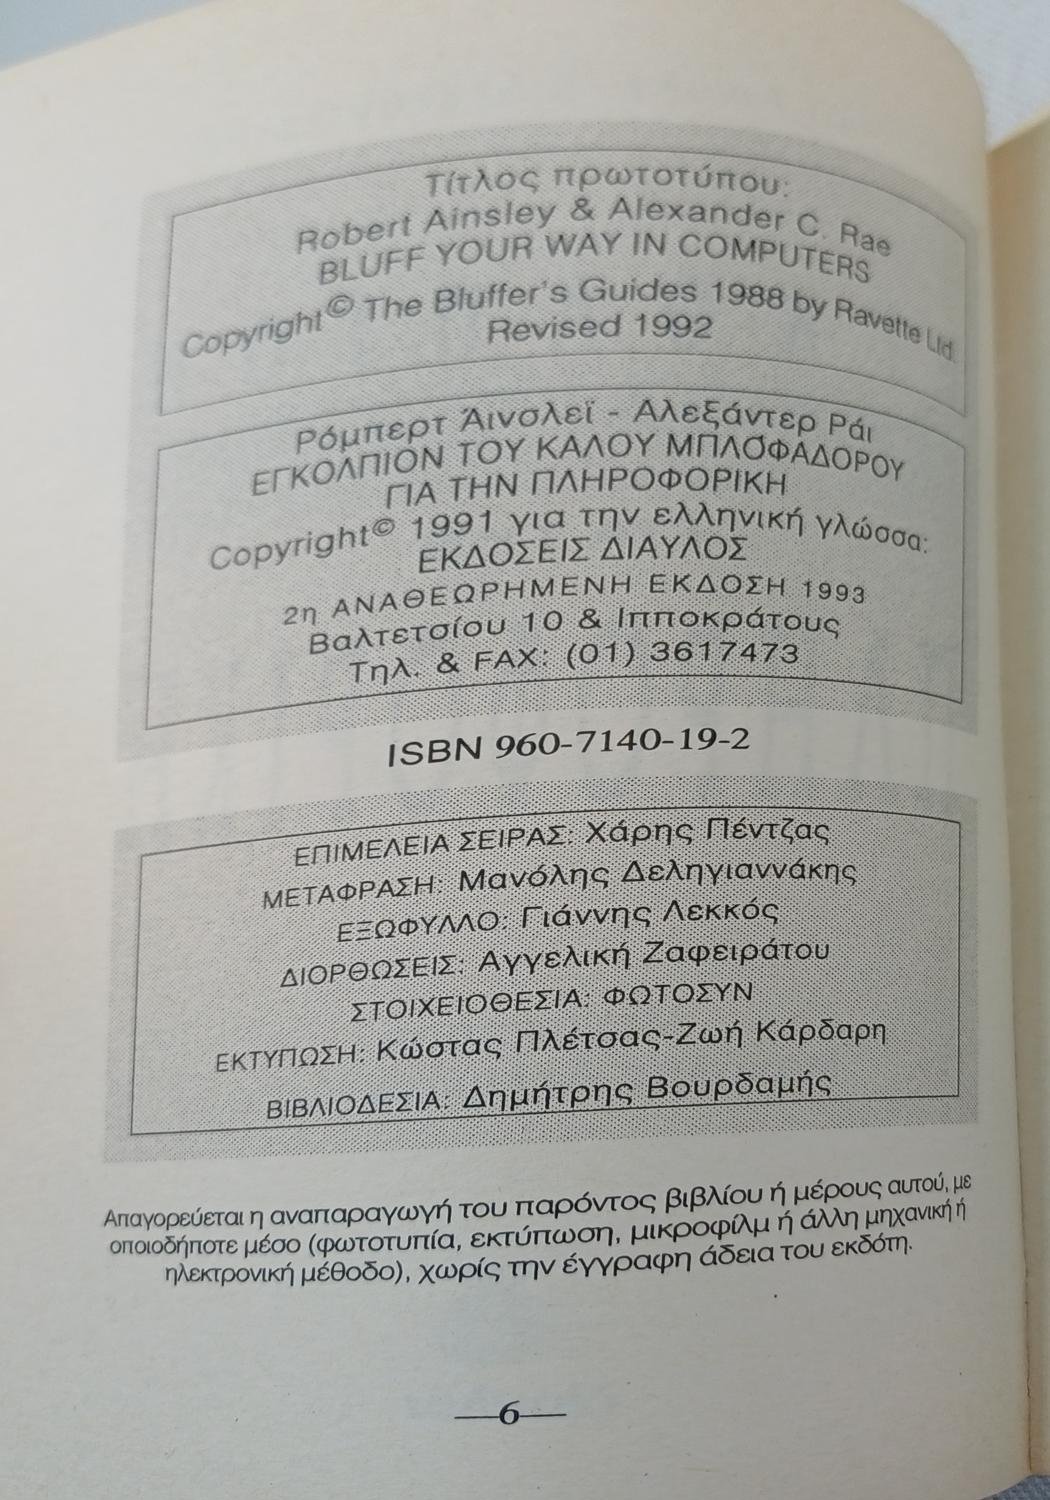 Τίτλος πρωτοτύπου:
Robert Ainsley & Alexander C. Rae
BLUFF YOUR WAY IN COMPUTERS
Copyright© The Bluffer's Guides 1988 by Ravette Ltd.
Revised 1992
Ρόμπερτ Άινσλεϊ - Αλεξάντερ Ράι
ΕΓΚΟΛΠΙΟΝ ΤΟΥ ΚΑΛΟΥ ΜΠΛΟΦΑΔΟΡΟΥ
ΓΙΑ ΤΗΝ ΠΛΗΡΟΦΟΡΙΚΗ
Copyright© 1991 για την ελληνική γλώσσα:
ΕΚΔΟΣΕΙΣ ΔΙΑΥΛΟΣ
2η ΑΝΑΘΕΩΡΗΜΕΝΗ ΕΚΔΟΣΗ 1993
Βαλτετσίου 10 & Ιπποκράτους
Τηλ. & FAX: (01) 3617473
ISBN 960-7140-19-2
ΕΠΙΜΕΛΕΙΑ ΣΕΙΡΑΣ: Χάρης Πέντζας
ΜΕΤΑΦΡΑΣΗ: Μανόλης Δεληγιαννάκης
ΕΞΩΦΥΛΛΟ: Γιάννης Λεκκός
ΔΙΟΡΘΩΣΕΙΣ: Αγγελική Ζαφειράτου
ΣΤΟΙΧΕΙΟΘΕΣΙΑ: ΦΩΤΟΣΥΝ
ΕΚΤΥΠΩΣΗ: Κώστας Πλέτσας-Ζωή Κάρδαρη
ΒΙΒΛΙΟΔΕΣΙΑ: Δημήτρης Βουρδαμής
Απαγορεύεται η αναπαραγωγή του παρόντος βιβλίου ή μέρους αυτού, με
οποιοδήποτε μέσο (φωτοτυπία, εκτύπωση, μικροφίλμ ή άλλη μηχανική ή
ηλεκτρονική μέθοδο), χωρίς την έγγραφη άδεια του εκδότη.
—6—